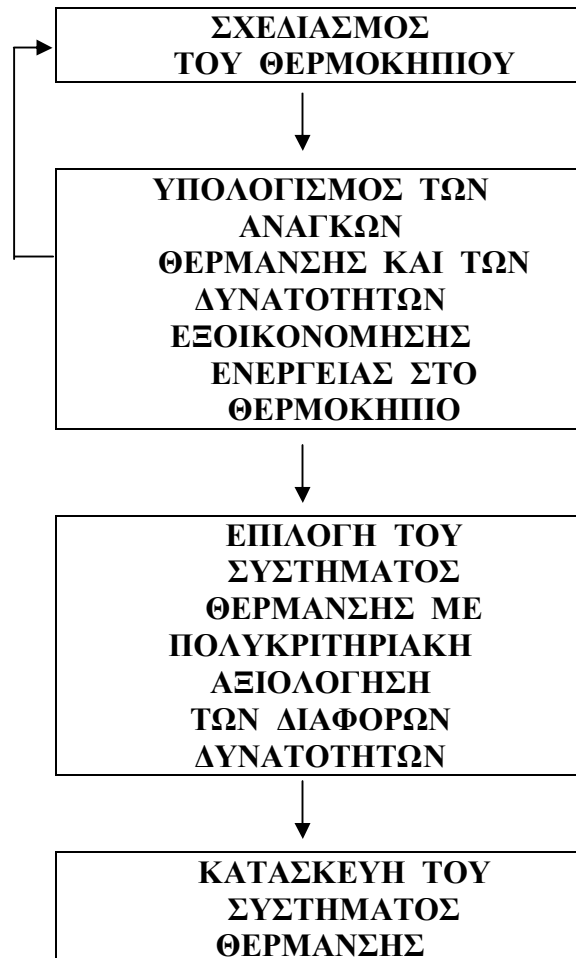 ΣΧΕΔΙΑΣΜΟΣ
ΤΟΥ ΘΕΡΜΟΚΗΠΙΟΥ
ΥΠΟΛΟΓΙΣΜΟΣ ΤΩΝ
ΑΝΑΓΚΩΝ
ΘΕΡΜΑΝΣΗΣ ΚΑΙ ΤΩΝ
ΔΥΝΑΤΟΤΗΤΩΝ
ΕΞΟΙΚΟΝΟΜΗΣΗΣ
ΕΝΕΡΓΕΙΑΣ ΣΤΟ
ΘΕΡΜΟΚΗΠΙΟ
ΕΠΙΛΟΓΗ ΤΟΥ
ΣΥΣΤΗΜΑΤΟΣ
ΘΕΡΜΑΝΣΗΣ ΜΕ
ΠΟΛΥΚΡΙΤΗΡΙΑΚΗ
ΑΞΙΟΛΟΓΗΣΗ
ΤΩΝ ΔΙΑΦΟΡΩΝ
ΔΥΝΑΤΟΤΗΤΩΝ
ΚΑΤΑΣΚΕΥΗ ΤΟΥ
ΣΥΣΤΗΜΑΤΟΣ
ΘΕΡΜΑΝΣΗΣ